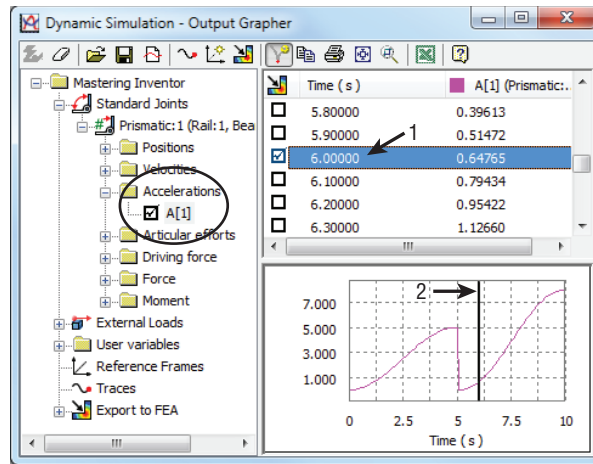 Dynamic Simulation - Output Grapher
Mastering Inventor
Standard Joints
Prismatic:1 (Rail:1, Bea
Positions
Velocities
Accelerations
A[1]
Articular efforts
Driving force
Force
Moment
External Loads
User variables
Reference Frames
Traces
Export to FEA
Time ( s ) A[1] (Prismatic:..
5.80000 0.39613
5.90000 0.51472
6.00000 0.64765
6.10000 0.79434
6.20000 0.95422
6.30000 1.12660
1
2
7.000
5.000
3.000
1.000
0 2.5 5 7.5 10
Time ( s )